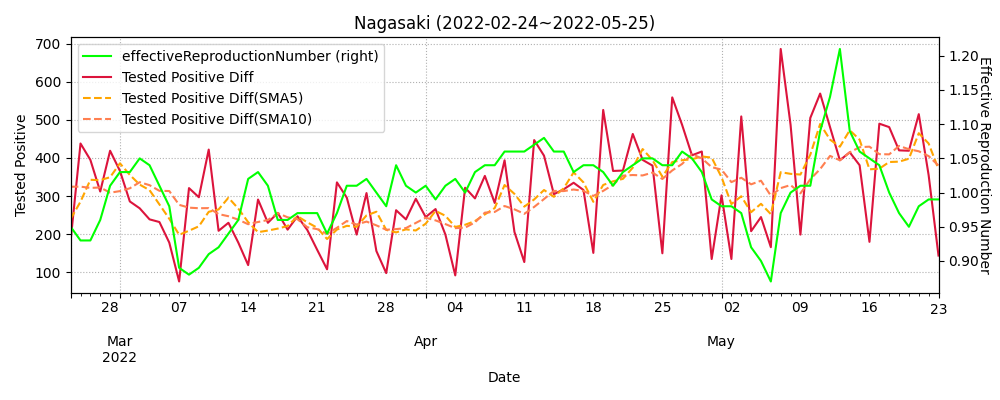 Nagasaki (2022-02-24~2022-05-25)
effectiveReproductionNumber (right)
Tested Positive Diff
Tested Positive Diff(SMA5)
Tested Positive Diff(SMA10)
Tested Positive
700
600
500
400
300
200
100
1.20
1.15
1.10
1.05
1.00
0.95
0.90
Effective Reproduction Number
28 07 14 21 28 04 11 18 25 02 09 16 23
Mar Apr May
2022
Date